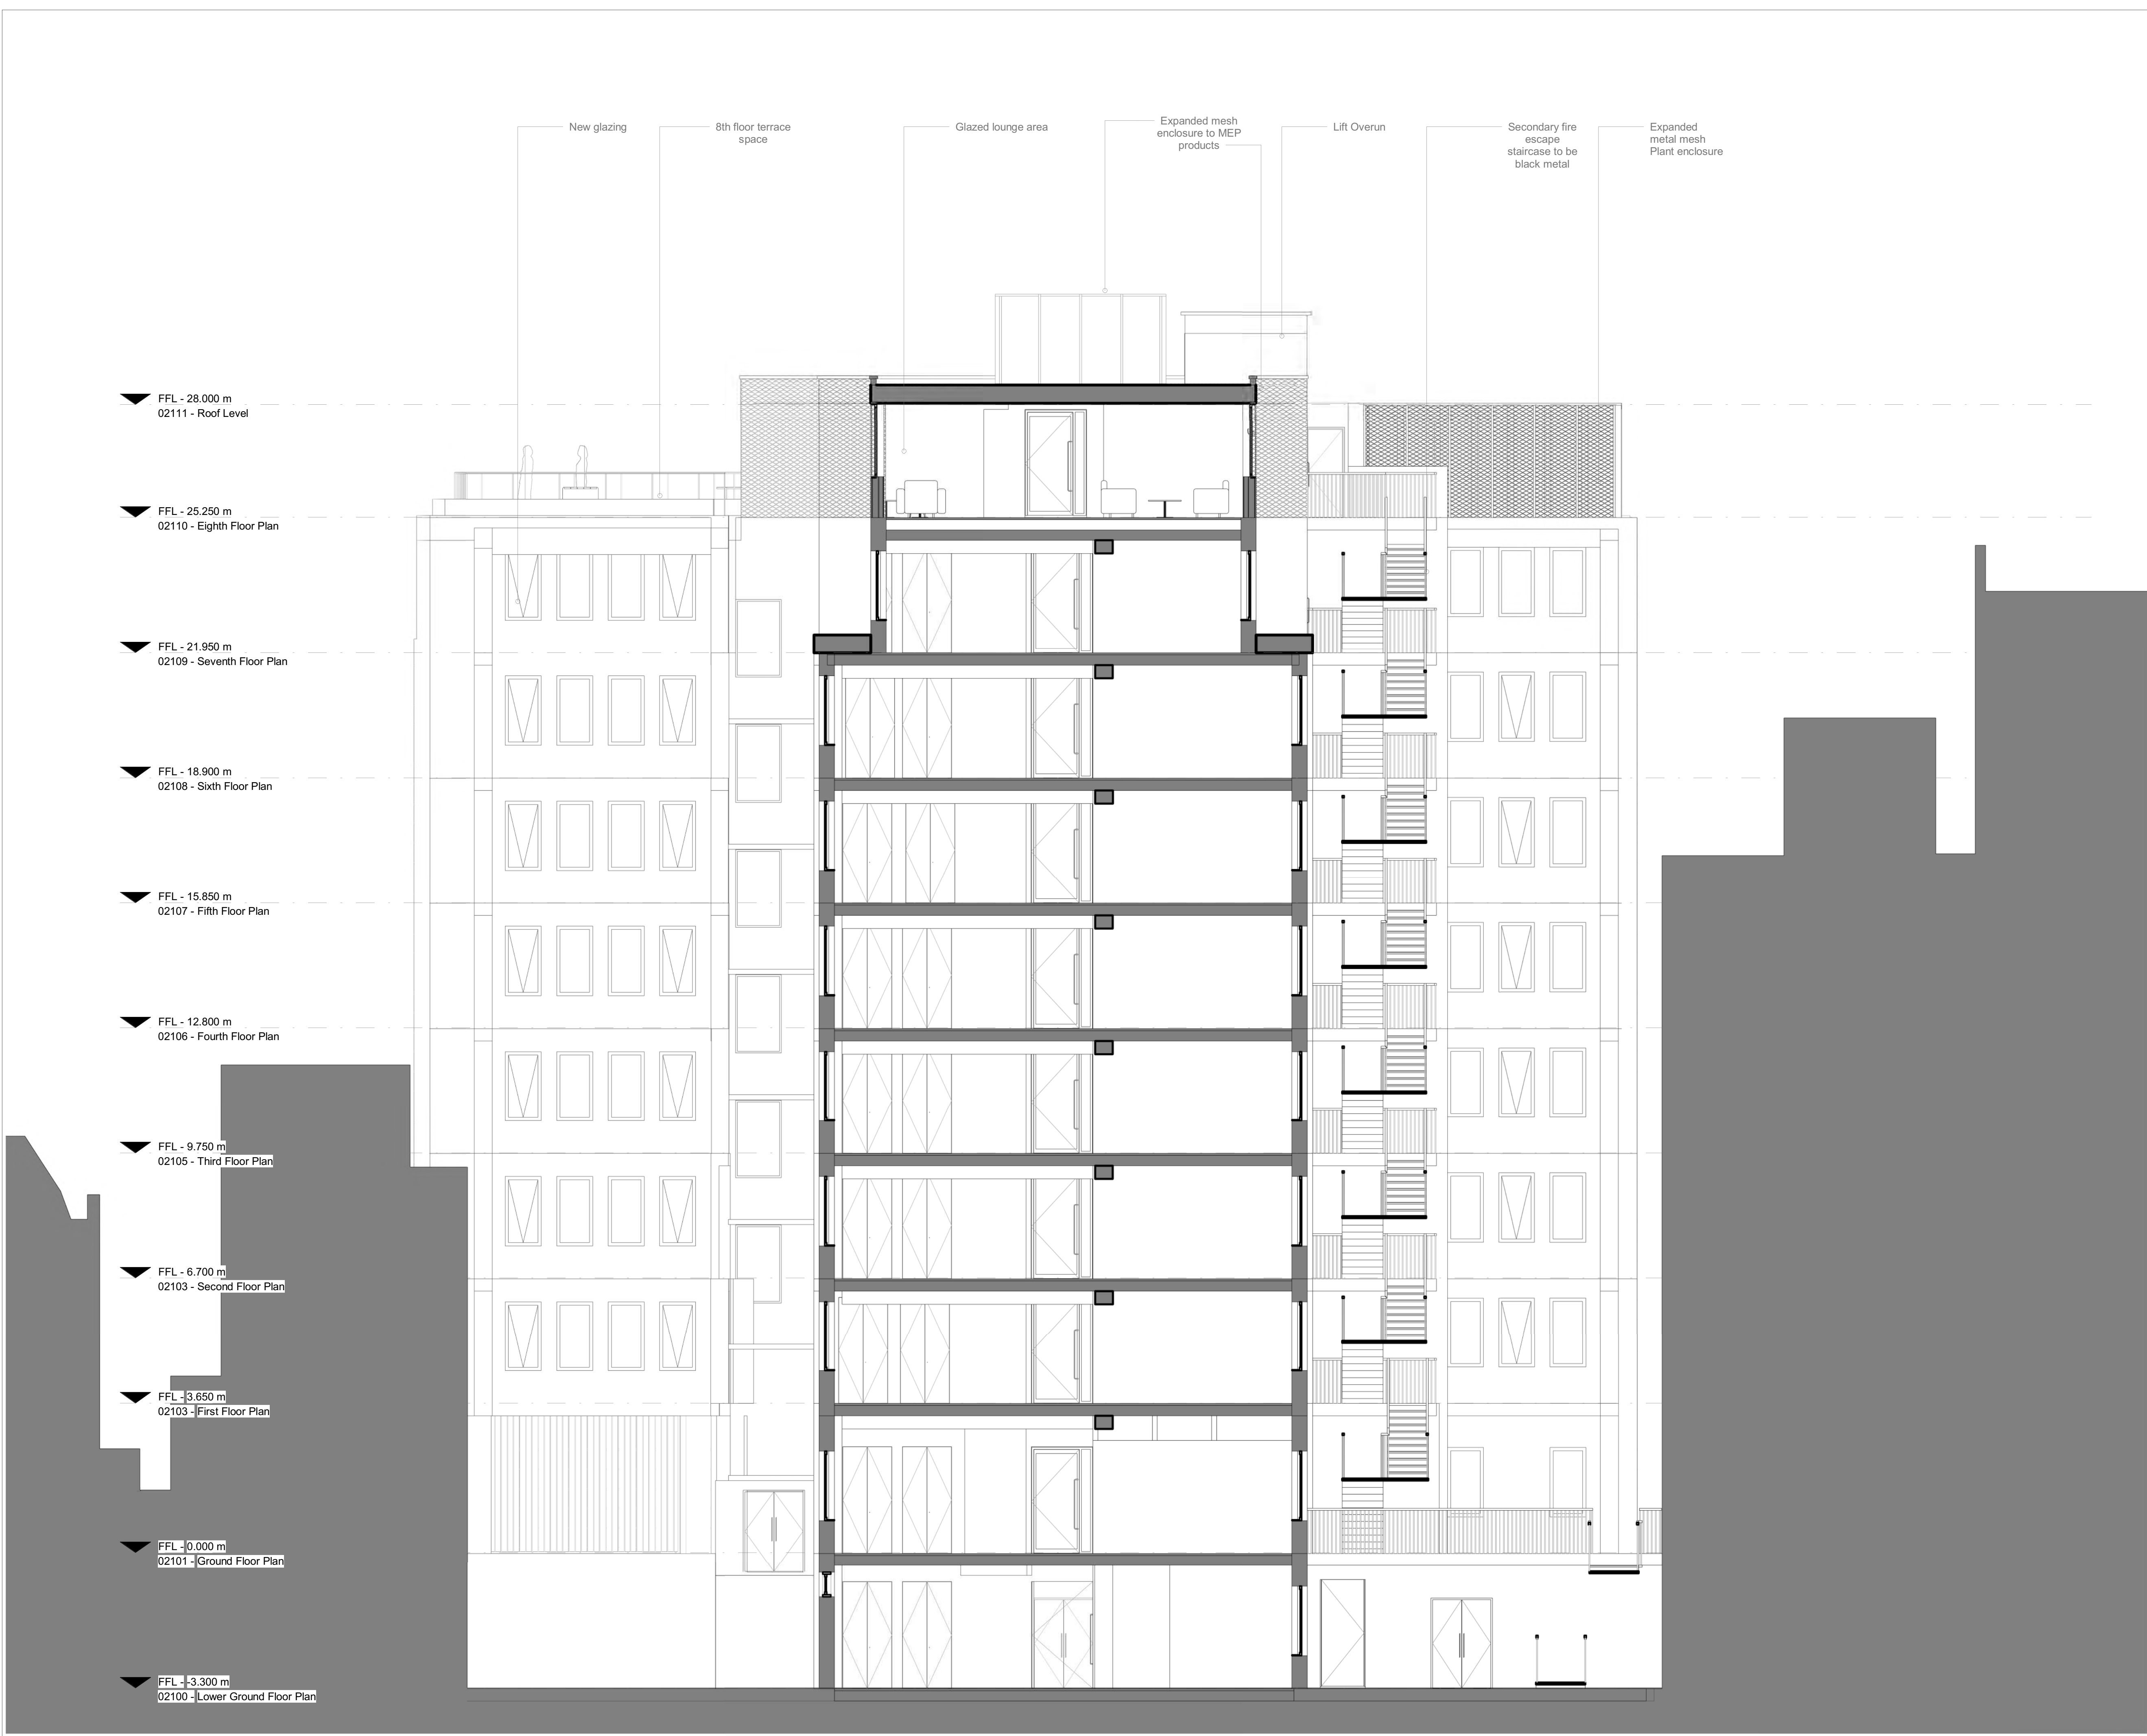 New glazing
8th floor terrace
space
Glazed lounge area
Expanded mesh
enclosure to MEP
products
Lift Overun
Secondary fire
escape
staircase to be
black metal
Expanded
metal mesh
Plant enclosure
FFL - 28.000 m
02111 - Roof Level
FFL - 25.250 m
02110 - Eighth Floor Plan
FFL - 21.950 m
02109 - Seventh Floor Plan
FFL - 18.900 m
02108 - Sixth Floor Plan
FFL - 15.850 m
02107 - Fifth Floor Plan
FFL - 12.800 m
02106 - Fourth Floor Plan
FFL - 9.750 m
02105 - Third Floor Plan
FFL - 6.700 m
02103 - Second Floor Plan
FFL - 3.650 m
02103 - First Floor Plan
FFL - 0.000 m
02101 - Ground Floor Plan
FFL - -3.300 m
02100 - Lower Ground Floor Plan